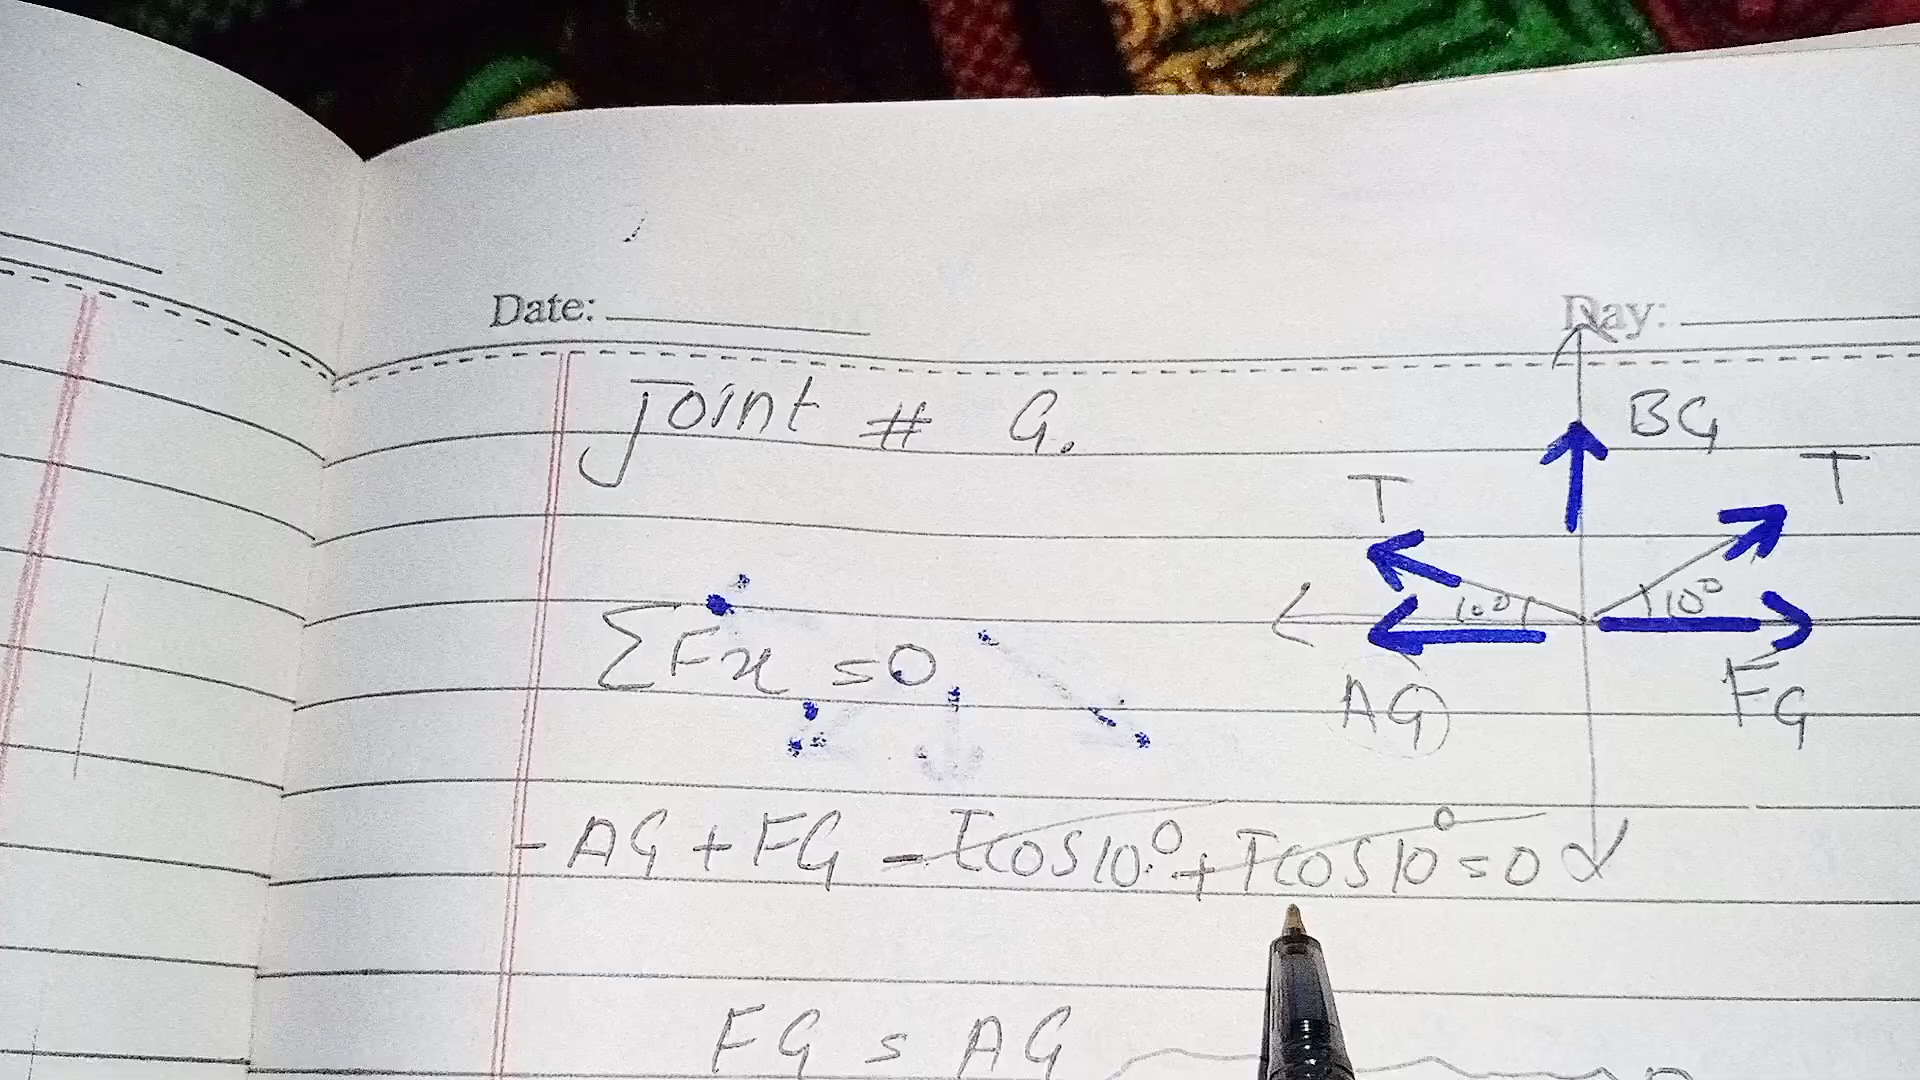 Date:
Day:
Joint # G.
BG
T
T
10°
10°
AG
FG
ΣFx = 0
- AG + FG - Tcos10° + Tcos10° = 0
FG = AG